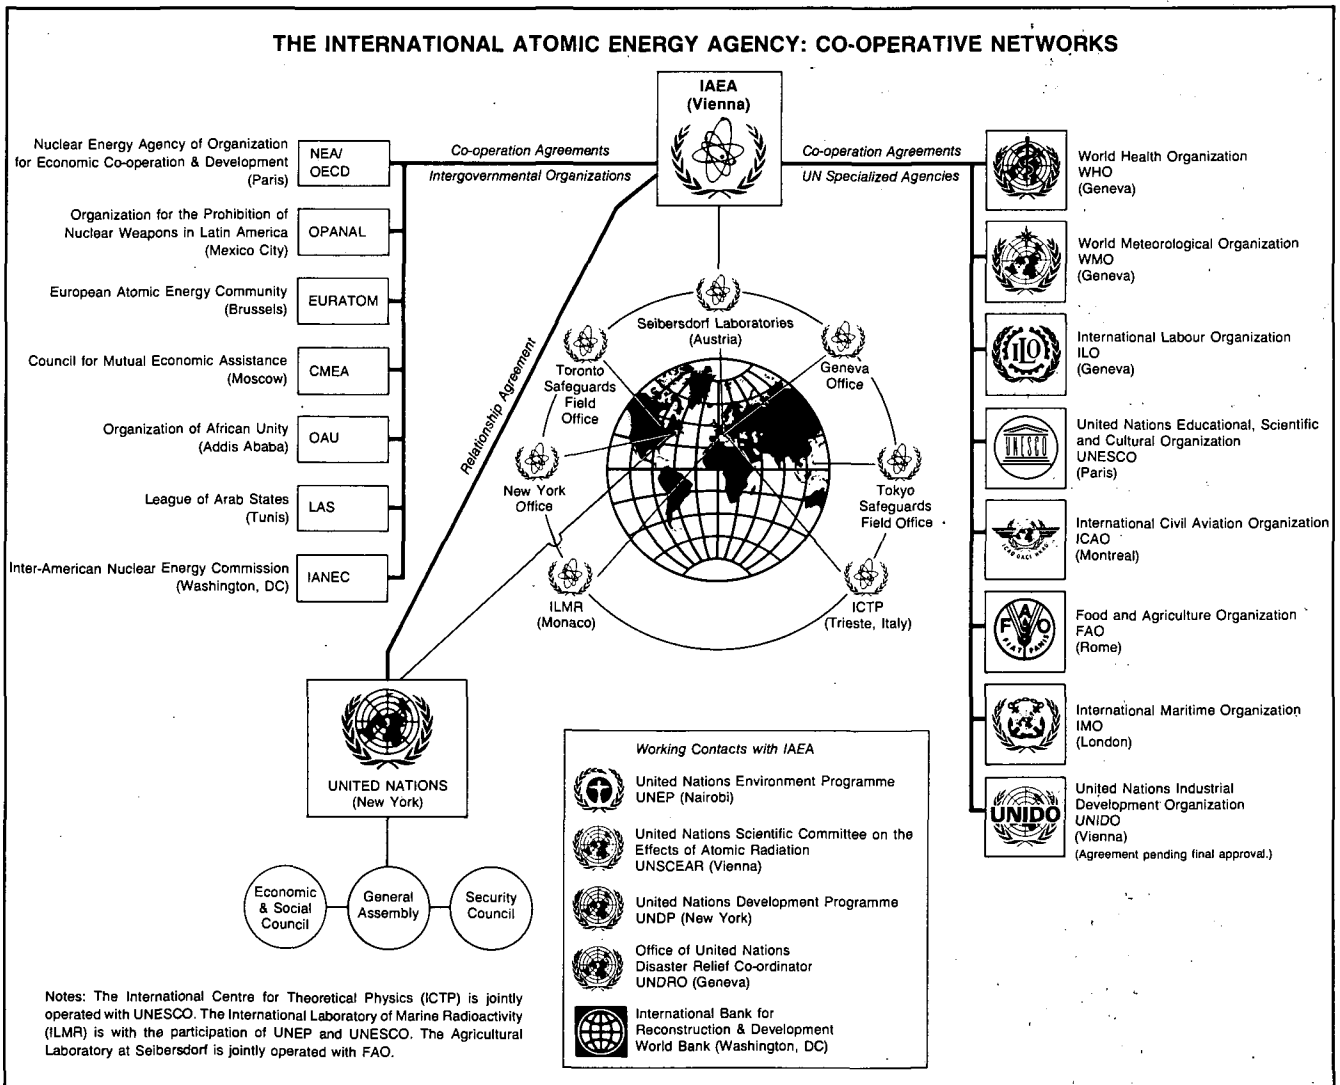 THE INTERNATIONAL ATOMIC ENERGY AGENCY: CO-OPERATIVE NETWORKS
IAEA
(Vienna)
Nuclear Energy Agency of Organization
for Economic Co-operation & Development
(Paris)
NEA/
OECD
Organization for the Prohibition of
Nuclear Weapons in Latin America
(Mexico City)
OPANAL
European Atomic Energy Community
(Brussels)
EURATOM
Council for Mutual Economic Assistance
(Moscow)
CMEA
Organization of African Unity
(Addis Ababa)
OAU
League of Arab States
(Tunis)
LAS
Inter-American Nuclear Energy Commission
(Washington, DC)
IANEC
Co-operation Agreements
Intergovernmental Organizations
Co-operation Agreements
UN Specialized Agencies
Relationship Agreement
Seibersdorf Laboratories
(Austria)
Toronto
Safeguards
Field
Office
Geneva
Office
New York
Office
Tokyo
Safeguards
Field Office
ILMR
(Monaco)
ICTP
(Trieste, Italy)
World Health Organization
WHO
(Geneva)
World Meteorological Organization
WMO
(Geneva)
ILO
International Labour Organization
ILO
(Geneva)
UNESCO
United Nations Educational, Scientific
and Cultural Organization
UNESCO
(Paris)
International Civil Aviation Organization
ICAO
(Montreal)
F A O
FIAT PANIS
Food and Agriculture Organization
FAO
(Rome)
International Maritime Organization
IMO
(London)
UNIDO
United Nations Industrial
Development Organization
UNIDO
(Vienna)
(Agreement pending final approval.)
UNITED NATIONS
(New York)
Economic
& Social
Council
General
Assembly
Security
Council
Working Contacts with IAEA
United Nations Environment Programme
UNEP (Nairobi)
United Nations Scientific Committee on the
Effects of Atomic Radiation
UNSCEAR (Vienna)
United Nations Development Programme
UNDP (New York)
Office of United Nations
Disaster Relief Co-ordinator
UNDRO (Geneva)
International Bank for
Reconstruction & Development
World Bank (Washington, DC)
Notes: The International Centre for Theoretical Physics (ICTP) is jointly
operated with UNESCO. The International Laboratory of Marine Radioactivity
(ILMR) is with the participation of UNEP and UNESCO. The Agricultural
Laboratory at Seibersdorf is jointly operated with FAO.